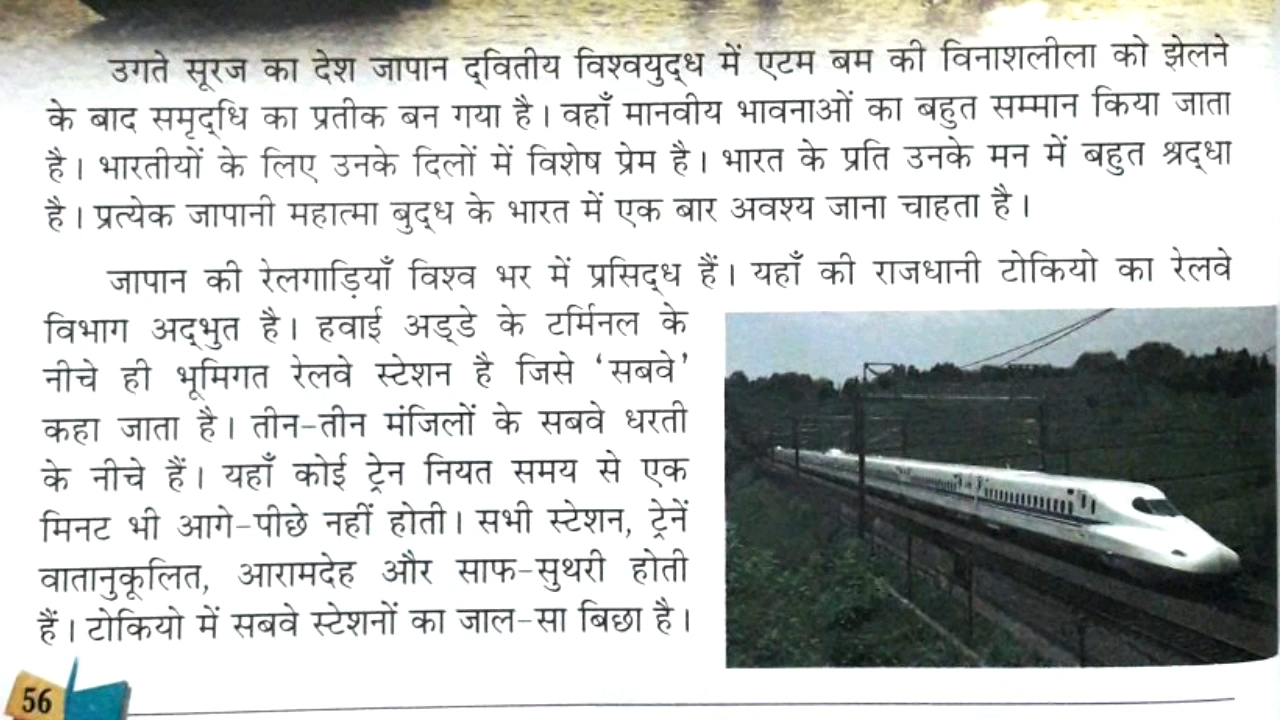 उगते सूरज का देश जापान द्वितीय विश्वयुद्ध में एटम बम की विनाशलीला को झेलने
के बाद समृद्धि का प्रतीक बन गया है। वहाँ मानवीय भावनाओं का बहुत सम्मान किया जाता
है। भारतीयों के लिए उनके दिलों में विशेष प्रेम है। भारत के प्रति उनके मन में बहुत श्रद्धा
है। प्रत्येक जापानी महात्मा बुद्ध के भारत में एक बार अवश्य जाना चाहता है।
जापान की रेलगाड़ियाँ विश्व भर में प्रसिद्ध हैं। यहाँ की राजधानी टोकियो का रेलवे
विभाग अद्भुत है। हवाई अड्डे के टर्मिनल के
नीचे ही भूमिगत रेलवे स्टेशन है जिसे ‘सबवे’
कहा जाता है। तीन-तीन मंजिलों के सबवे धरती
के नीचे हैं। यहाँ कोई ट्रेन नियत समय से एक
मिनट भी आगे-पीछे नहीं होती। सभी स्टेशन, ट्रेनें
वातानुकूलित, आरामदेह और साफ-सुथरी होती
हैं। टोकियो में सबवे स्टेशनों का जाल-सा बिछा है।
56